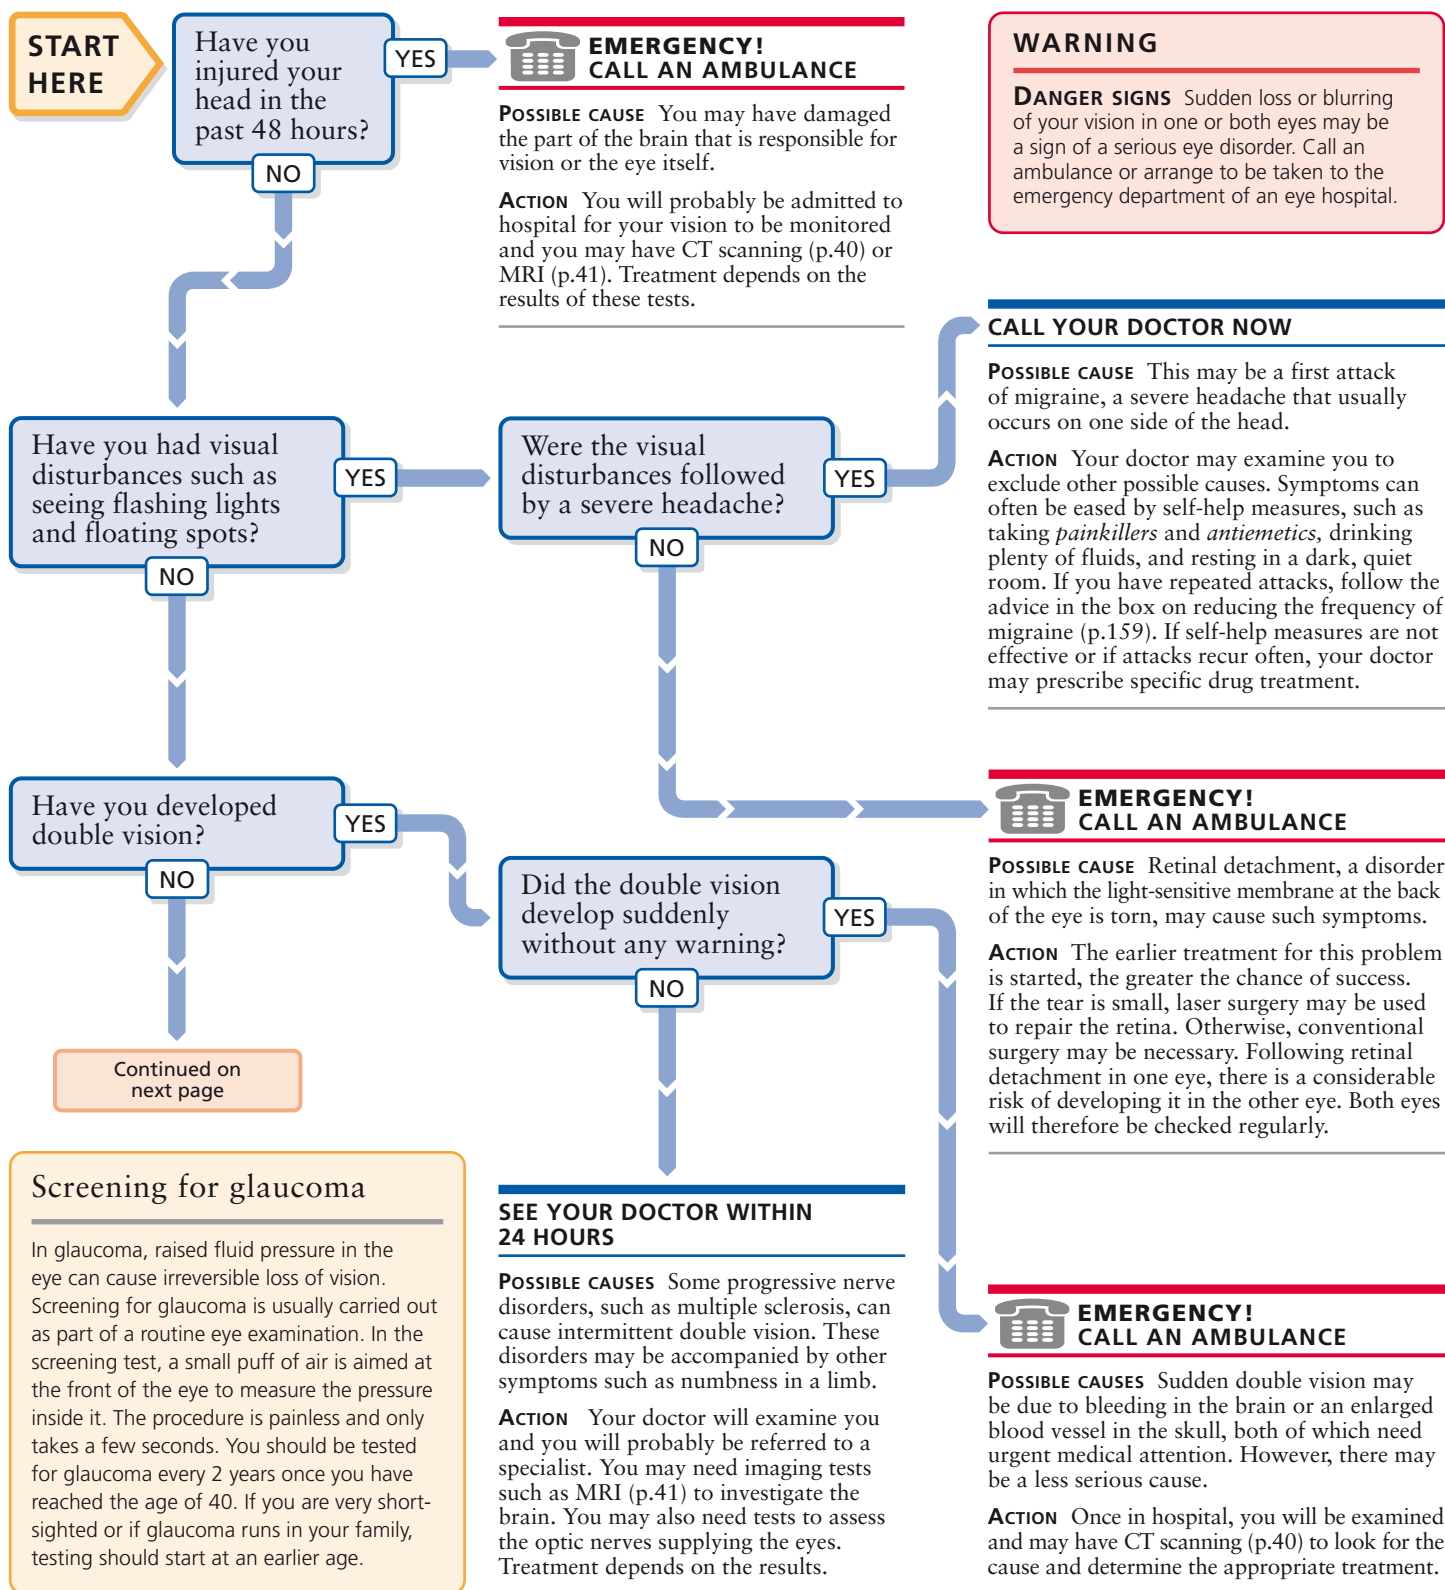 START
HERE
Have you
injured your
head in the
past 48 hours?
YES
NO
EMERGENCY!
CALL AN AMBULANCE
POSSIBLE CAUSE You may have damaged
the part of the brain that is responsible for
vision or the eye itself.
ACTION You will probably be admitted to
hospital for your vision to be monitored
and you may have CT scanning (p.40) or
MRI (p.41). Treatment depends on the
results of these tests.
WARNING
DANGER SIGNS Sudden loss or blurring
of your vision in one or both eyes may be
a sign of a serious eye disorder. Call an
ambulance or arrange to be taken to the
emergency department of an eye hospital.
Have you had visual
disturbances such as
seeing flashing lights
and floating spots?
YES
NO
Were the visual
disturbances followed
by a severe headache?
YES
NO
CALL YOUR DOCTOR NOW
POSSIBLE CAUSE This may be a first attack
of migraine, a severe headache that usually
occurs on one side of the head.
ACTION Your doctor may examine you to
exclude other possible causes. Symptoms can
often be eased by self-help measures, such as
taking painkillers and antiemetics, drinking
plenty of fluids, and resting in a dark, quiet
room. If you have repeated attacks, follow the
advice in the box on reducing the frequency of
migraine (p.159). If self-help measures are not
effective or if attacks recur often, your doctor
may prescribe specific drug treatment.
Have you developed
double vision?
YES
NO
Continued on
next page
Did the double vision
develop suddenly
without any warning?
YES
NO
EMERGENCY!
CALL AN AMBULANCE
POSSIBLE CAUSE Retinal detachment, a disorder
in which the light-sensitive membrane at the back
of the eye is torn, may cause such symptoms.
ACTION The earlier treatment for this problem
is started, the greater the chance of success.
If the tear is small, laser surgery may be used
to repair the retina. Otherwise, conventional
surgery may be necessary. Following retinal
detachment in one eye, there is a considerable
risk of developing it in the other eye. Both eyes
will therefore be checked regularly.
Screening for glaucoma
In glaucoma, raised fluid pressure in the
eye can cause irreversible loss of vision.
Screening for glaucoma is usually carried out
as part of a routine eye examination. In the
screening test, a small puff of air is aimed at
the front of the eye to measure the pressure
inside it. The procedure is painless and only
takes a few seconds. You should be tested
for glaucoma every 2 years once you have
reached the age of 40. If you are very short-
sighted or if glaucoma runs in your family,
testing should start at an earlier age.
SEE YOUR DOCTOR WITHIN
24 HOURS
POSSIBLE CAUSES Some progressive nerve
disorders, such as multiple sclerosis, can
cause intermittent double vision. These
disorders may be accompanied by other
symptoms such as numbness in a limb.
ACTION Your doctor will examine you
and you will probably be referred to a
specialist. You may need imaging tests
such as MRI (p.41) to investigate the
brain. You may also need tests to assess
the optic nerves supplying the eyes.
Treatment depends on the results.
EMERGENCY!
CALL AN AMBULANCE
POSSIBLE CAUSES Sudden double vision may
be due to bleeding in the brain or an enlarged
blood vessel in the skull, both of which need
urgent medical attention. However, there may
be a less serious cause.
ACTION Once in hospital, you will be examined
and may have CT scanning (p.40) to look for the
cause and determine the appropriate treatment.